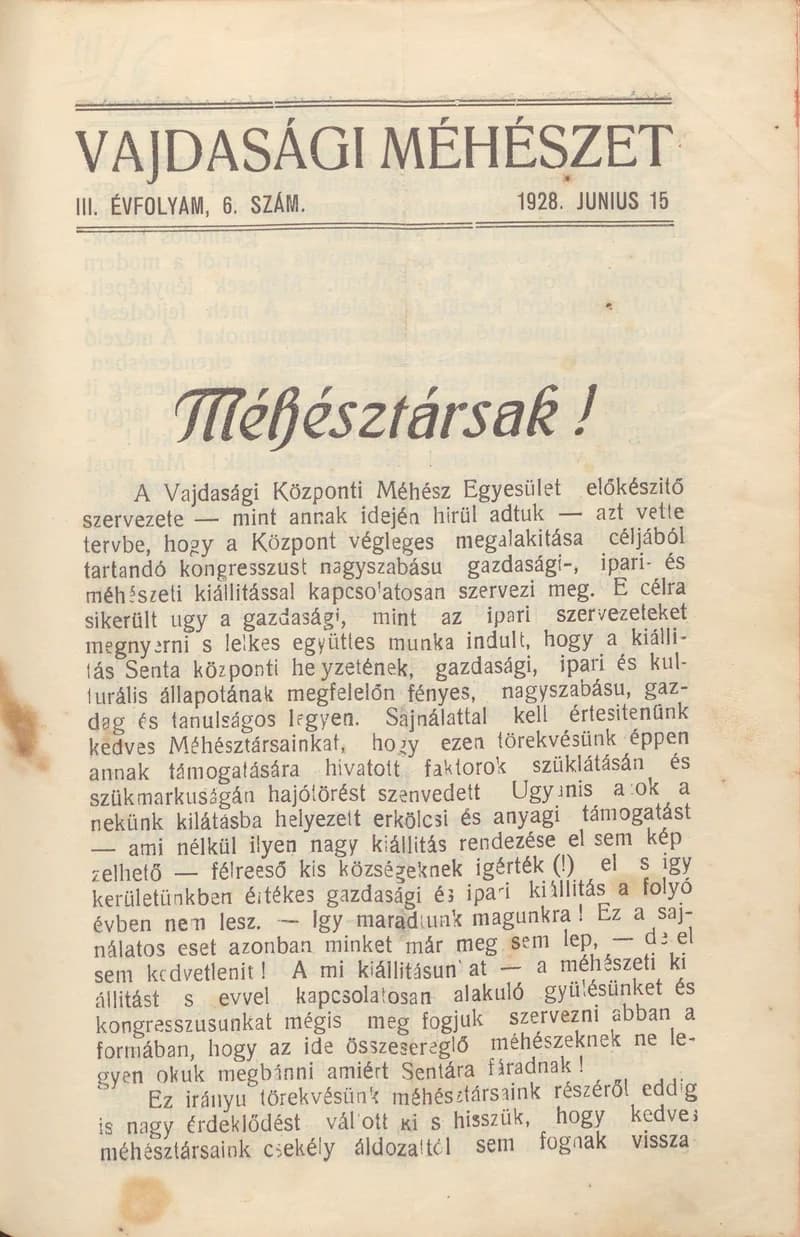 VAJDASÁGI MÉHÉSZET
III. ÉVFOLYAM, 6. SZÁM. 1928. JUNIUS 15
Méhésztársak!
A Vajdasági Központi Méhész Egyesület előkészitő
szervezete — mint annak idején hirül adtuk — azt vette
tervbe, hogy a Központ végleges megalakitása céljából
tartandó kongresszust nagyszabásu gazdasági-, ipari- és
méhészeti kiállitással kapcsolatosan szervezi meg. E célra
sikerült ugy a gazdasági, mint az ipari szervezeteket
megnyerni s lelkes együttes munka indult, hogy a kiálli-
tás Senta központi helyzetének, gazdasági, ipari és kul-
turális állapotának megfelelőn fényes, nagyszabásu, gaz-
dag és tanulságos legyen. Sajnálattal kell értesitenünk
kedves Méhésztársainkat, hogy ezen törekvésünk éppen
annak támogatására hivatott faktorok szüklátásán és
szükmarkuságán hajótörést szenvedett Ugyanis azok a
nekünk kilátásba helyezett erkölcsi és anyagi támogatást
— ami nélkül ilyen nagy kiállitás rendezése el sem kép
zelhető — félreeső kis községeknek igérték (!) el s igy
kerületünkben értékes gazdasági és ipari kiállitás a folyó
évben nem lesz. — Igy maradtunk magunkra! Ez a saj-
nálatos eset azonban minket már meg sem lep, — de el
sem kedvetlenit! A mi kiállitásunkat — a méhészeti ki
állitást s evvel kapcsolatosan alakuló gyülésünket és
kongresszusunkat mégis meg fogjuk szervezni abban a
formában, hogy az ide összesereglő méhészeknek ne le-
gyen okuk megbánni amiért Sentára fáradnak!
Ez irányu törekvésünk méhésztársaink részéről eddig
is nagy érdeklődést váltott ki s hisszük, hogy kedves
méhésztársaink csekély áldozattól sem fognak vissza